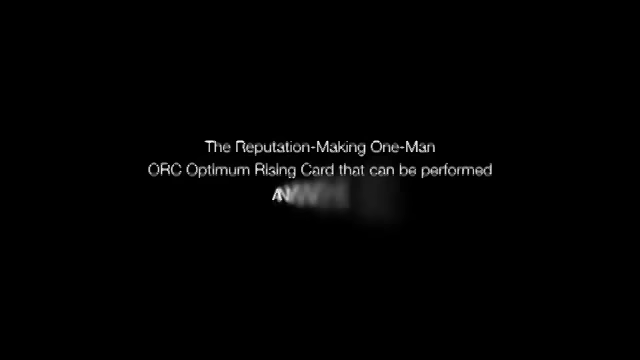 The Reputation-Making One-Man
ORC Optimum Rising Card that can be performed